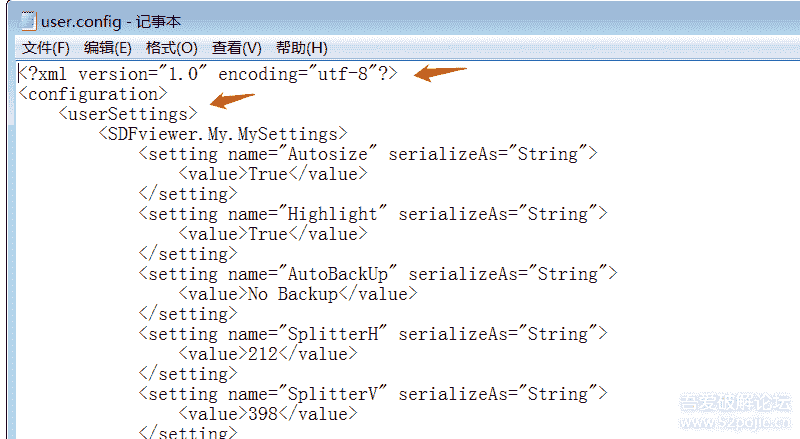 user.config - 记事本
文件(F) 编辑(E) 格式(O) 查看(V) 帮助(H)
<?xml version="1.0" encoding="utf-8"?>
<configuration>
    <userSettings>
        <SDFviewer.My.MySettings>
            <setting name="Autosize" serializeAs="String">
                <value>True</value>
            </setting>
            <setting name="Highlight" serializeAs="String">
                <value>True</value>
            </setting>
            <setting name="AutoBackUp" serializeAs="String">
                <value>No Backup</value>
            </setting>
            <setting name="SplitterH" serializeAs="String">
                <value>212</value>
            </setting>
            <setting name="SplitterV" serializeAs="String">
                <value>398</value>
            </setting>
吾爱破解论坛
www.52pojie.cn